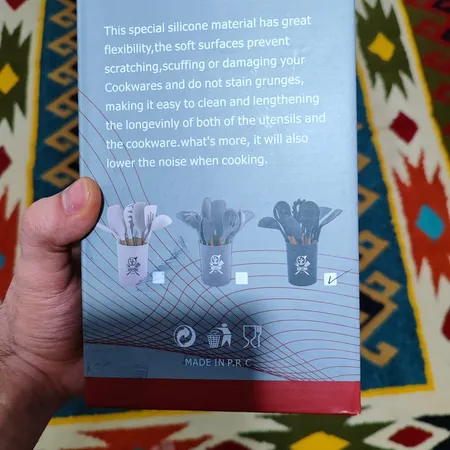 This special silicone material has great
flexibility,the soft surfaces prevent
scratching,scuffing or damaging your
Cookwares and do not stain grunges,
making it easy to clean and lengthening
the longevinly of both of the utensils and
the cookware.what's more, it will also
lower the noise when cooking.
MADE IN P.R C